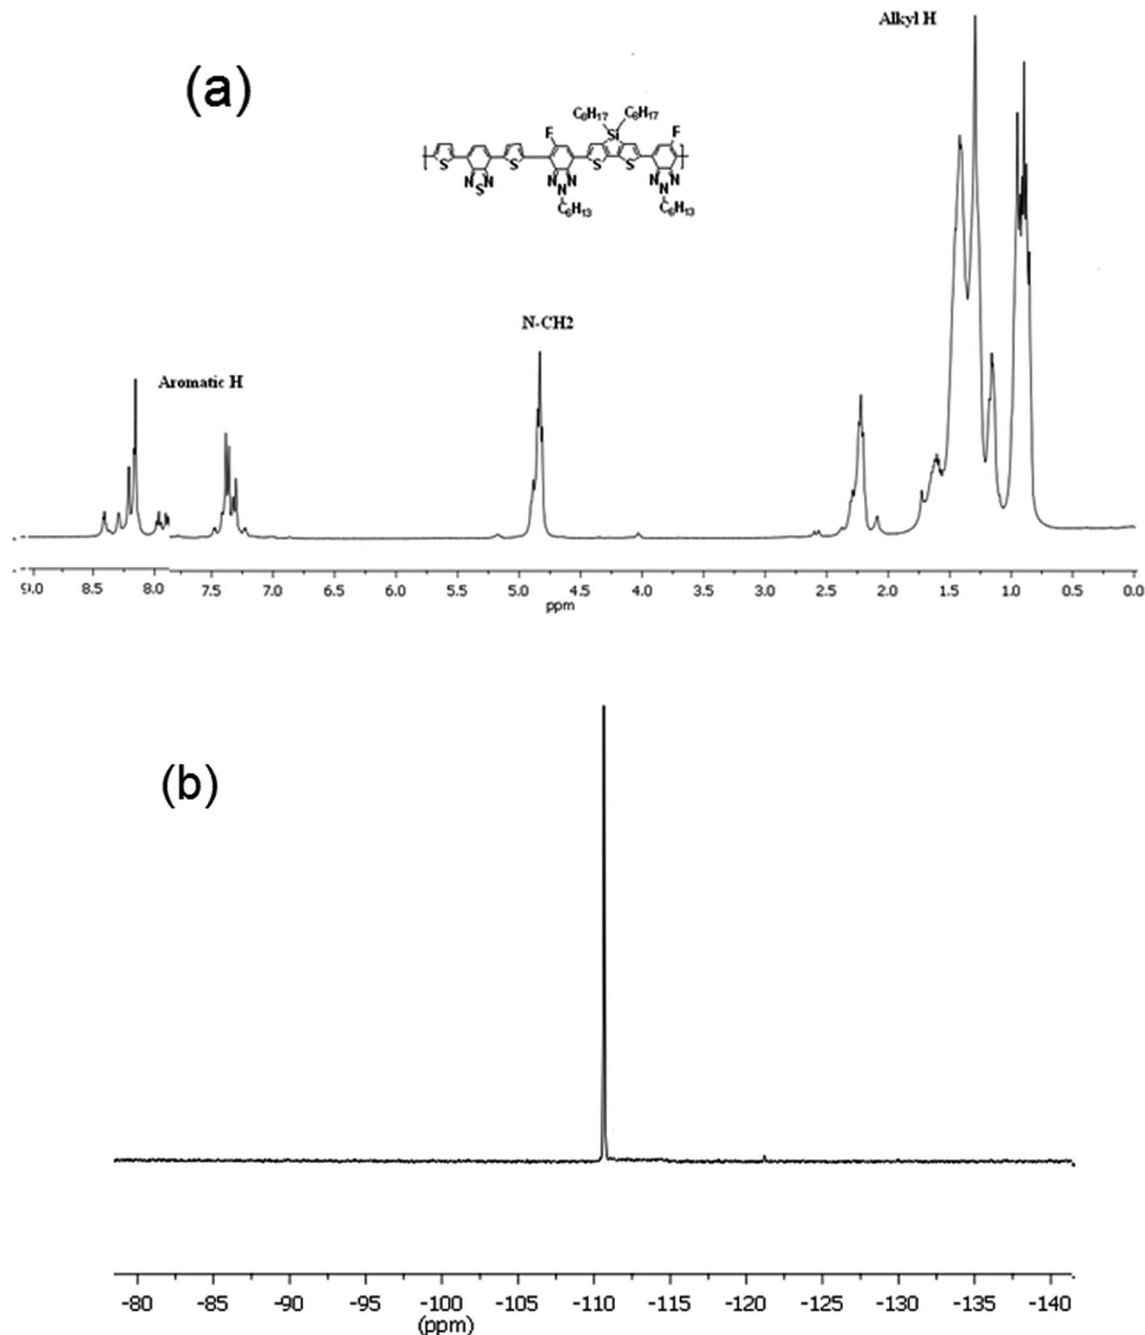 Alkyl H
(a)
C8H17 C8H17
F Si F
S S S S
N N N N N N
S N N
C6H13 C6H13
N-CH2
Aromatic H
9.0 8.5 8.0 7.5 7.0 6.5 6.0 5.5 5.0 4.5 4.0 3.5 3.0 2.5 2.0 1.5 1.0 0.5 0.0
ppm
(b)
-80 -85 -90 -95 -100 -105 -110 -115 -120 -125 -130 -135 -140
(ppm)